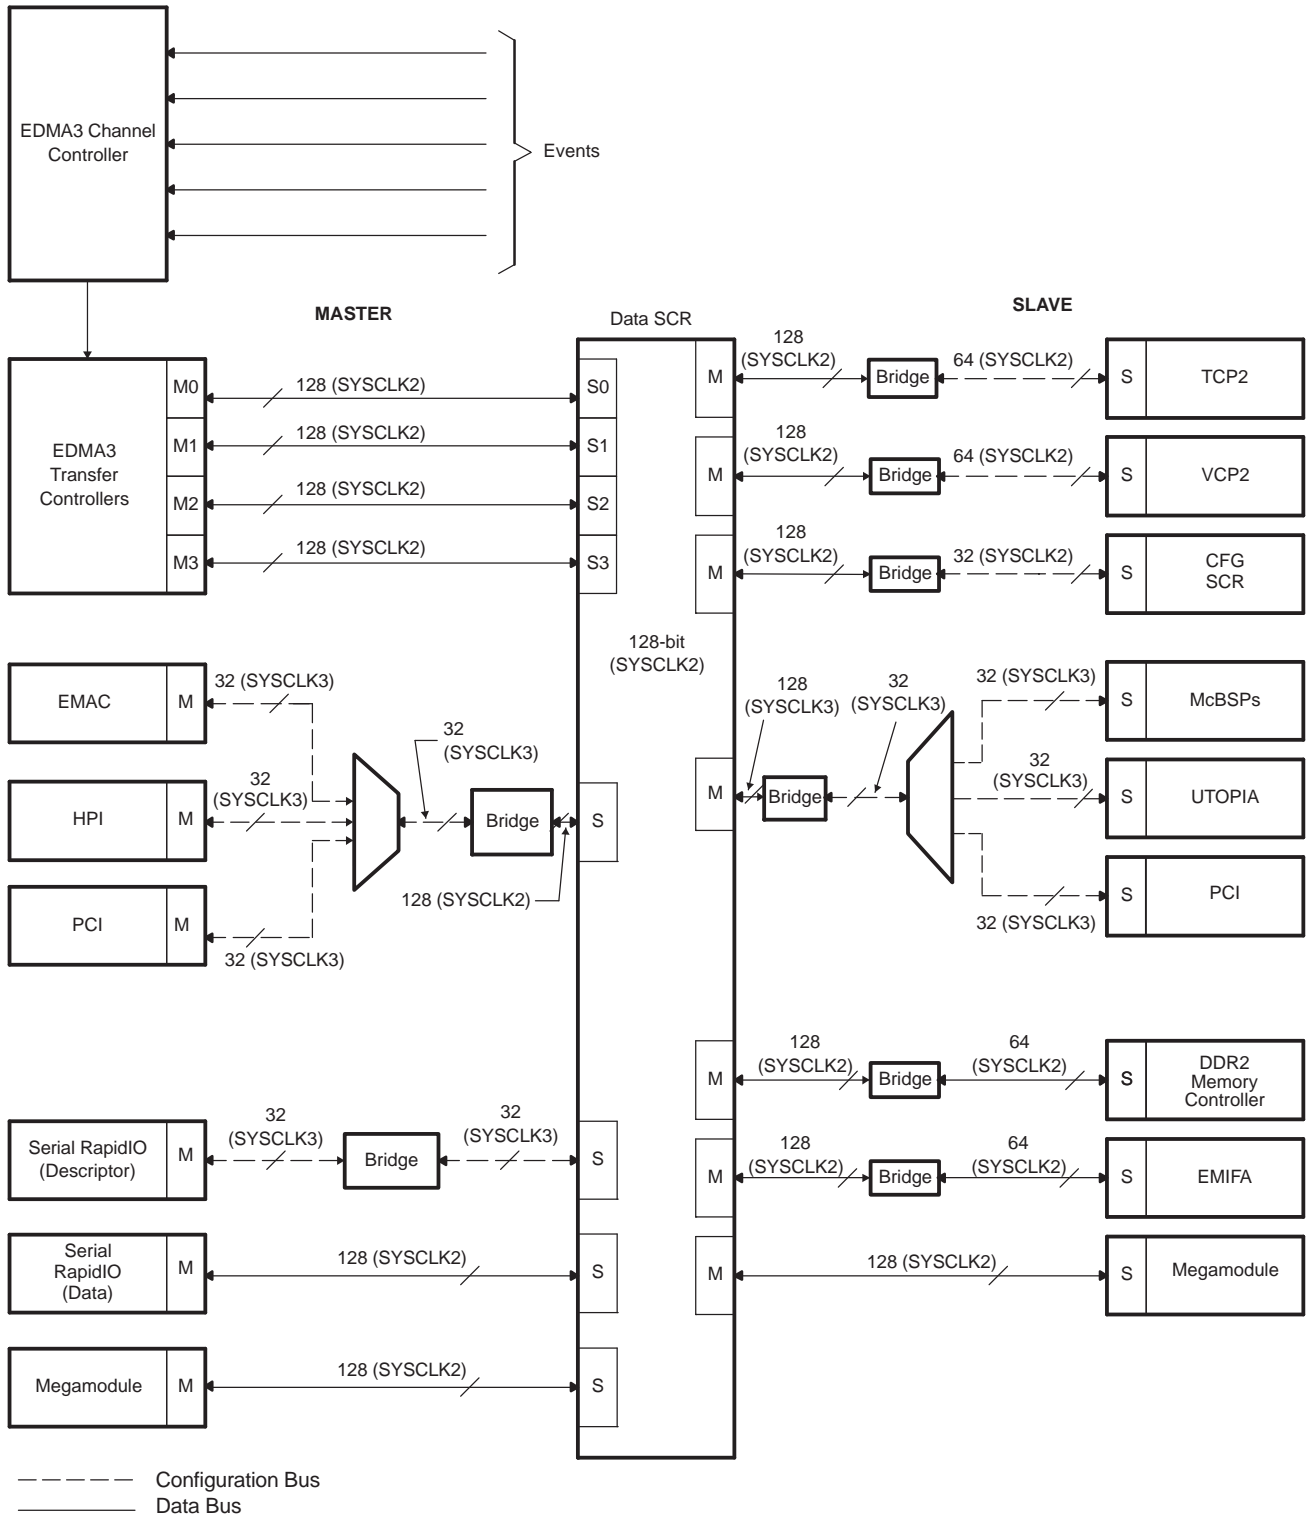 EDMA3 Channel
Controller
Events
MASTER
SLAVE
Data SCR
EDMA3
Transfer
Controllers
M0
128 (SYSCLK2)
S0
M1
128 (SYSCLK2)
S1
M2
128 (SYSCLK2)
S2
M3
128 (SYSCLK2)
S3
128-bit
(SYSCLK2)
M
128
(SYSCLK2)
Bridge
64 (SYSCLK2)
S
TCP2
M
128
(SYSCLK2)
Bridge
64 (SYSCLK2)
S
VCP2
M
128
(SYSCLK2)
Bridge
32 (SYSCLK2)
S
CFG
SCR
EMAC
M
32 (SYSCLK3)
HPI
M
32
(SYSCLK3)
PCI
M
32 (SYSCLK3)
32
(SYSCLK3)
Bridge
128 (SYSCLK2)
S
M
128
(SYSCLK3)
Bridge
32
(SYSCLK3)
32 (SYSCLK3)
S
McBSPs
32
(SYSCLK3)
S
UTOPIA
32 (SYSCLK3)
S
PCI
M
128
(SYSCLK2)
Bridge
64
(SYSCLK2)
S
DDR2
Memory
Controller
Serial RapidIO
(Descriptor)
M
32
(SYSCLK3)
Bridge
32
(SYSCLK3)
S
M
128
(SYSCLK2)
Bridge
64
(SYSCLK2)
S
EMIFA
Serial
RapidIO
(Data)
M
128 (SYSCLK2)
S
M
128 (SYSCLK2)
S
Megamodule
Megamodule
M
128 (SYSCLK2)
S
Configuration Bus
Data Bus